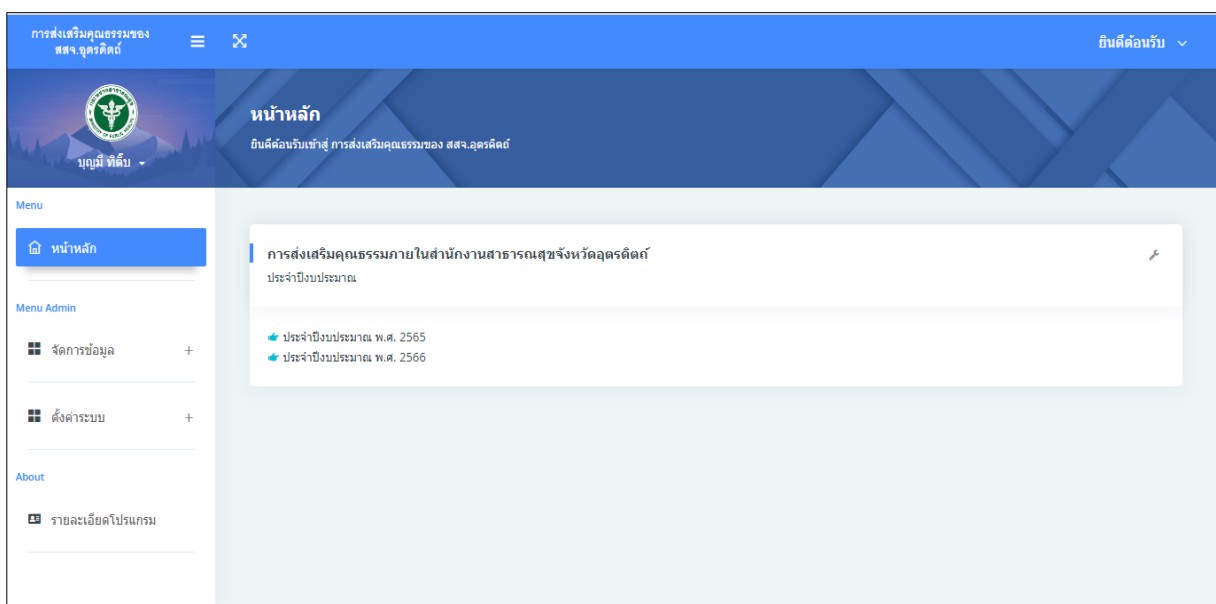 การส่งเสริมคุณธรรมของ
สสจ.อุตรดิตถ์
ยินดีต้อนรับ
หน้าหลัก
ยินดีต้อนรับเข้าสู่ การส่งเสริมคุณธรรมของ สสจ.อุตรดิตถ์
บุญมี ทิติ๊บ
Menu
หน้าหลัก
การส่งเสริมคุณธรรมภายในสำนักงานสาธารณสุขจังหวัดอุตรดิตถ์
ประจำปีงบประมาณ
Menu Admin
ประจำปีงบประมาณ พ.ศ. 2565
จัดการข้อมูล
ประจำปีงบประมาณ พ.ศ. 2566
ตั้งค่าระบบ
About
รายละเอียดโปรแกรม